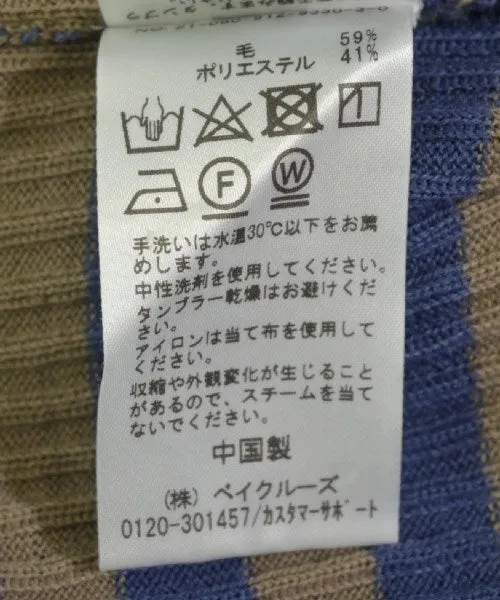 毛 59%
ポリエステル 41%
F
W
手洗いは水温30℃以下をお薦
めします。
中性洗剤を使用してください。
タンブラー乾燥はお避けくだ
さい。
アイロンは当て布を使用して
ください。
収縮や外観変化が生じること
があるので、スチームを当て
ないでください。
中国製
(株) ベイクルーズ
0120-301457/カスタマーサポート